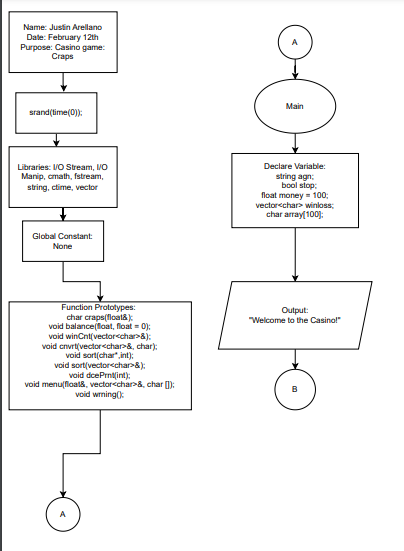 Name: Justin Arellano
Date: February 12th
Purpose: Casino game:
Craps
srand(time(0));
Libraries: I/O Stream, I/O
Manip, cmath, fstream,
string, ctime, vector
Global Constant:
None
Function Prototypes:
char craps(float&);
void balance(float, float = 0);
void winCnt(vector<char>&);
void cnvrt(vector<char>&, char);
void sort(char*,int);
void sort(vector<char>&);
void dcePrnt(int);
void menu(float&, vector<char>&, char []);
void wrning();
A
A
Main
Declare Variable:
string agn;
bool stop;
float money = 100;
vector<char> winloss;
char array[100];
Output:
"Welcome to the Casino!"
B